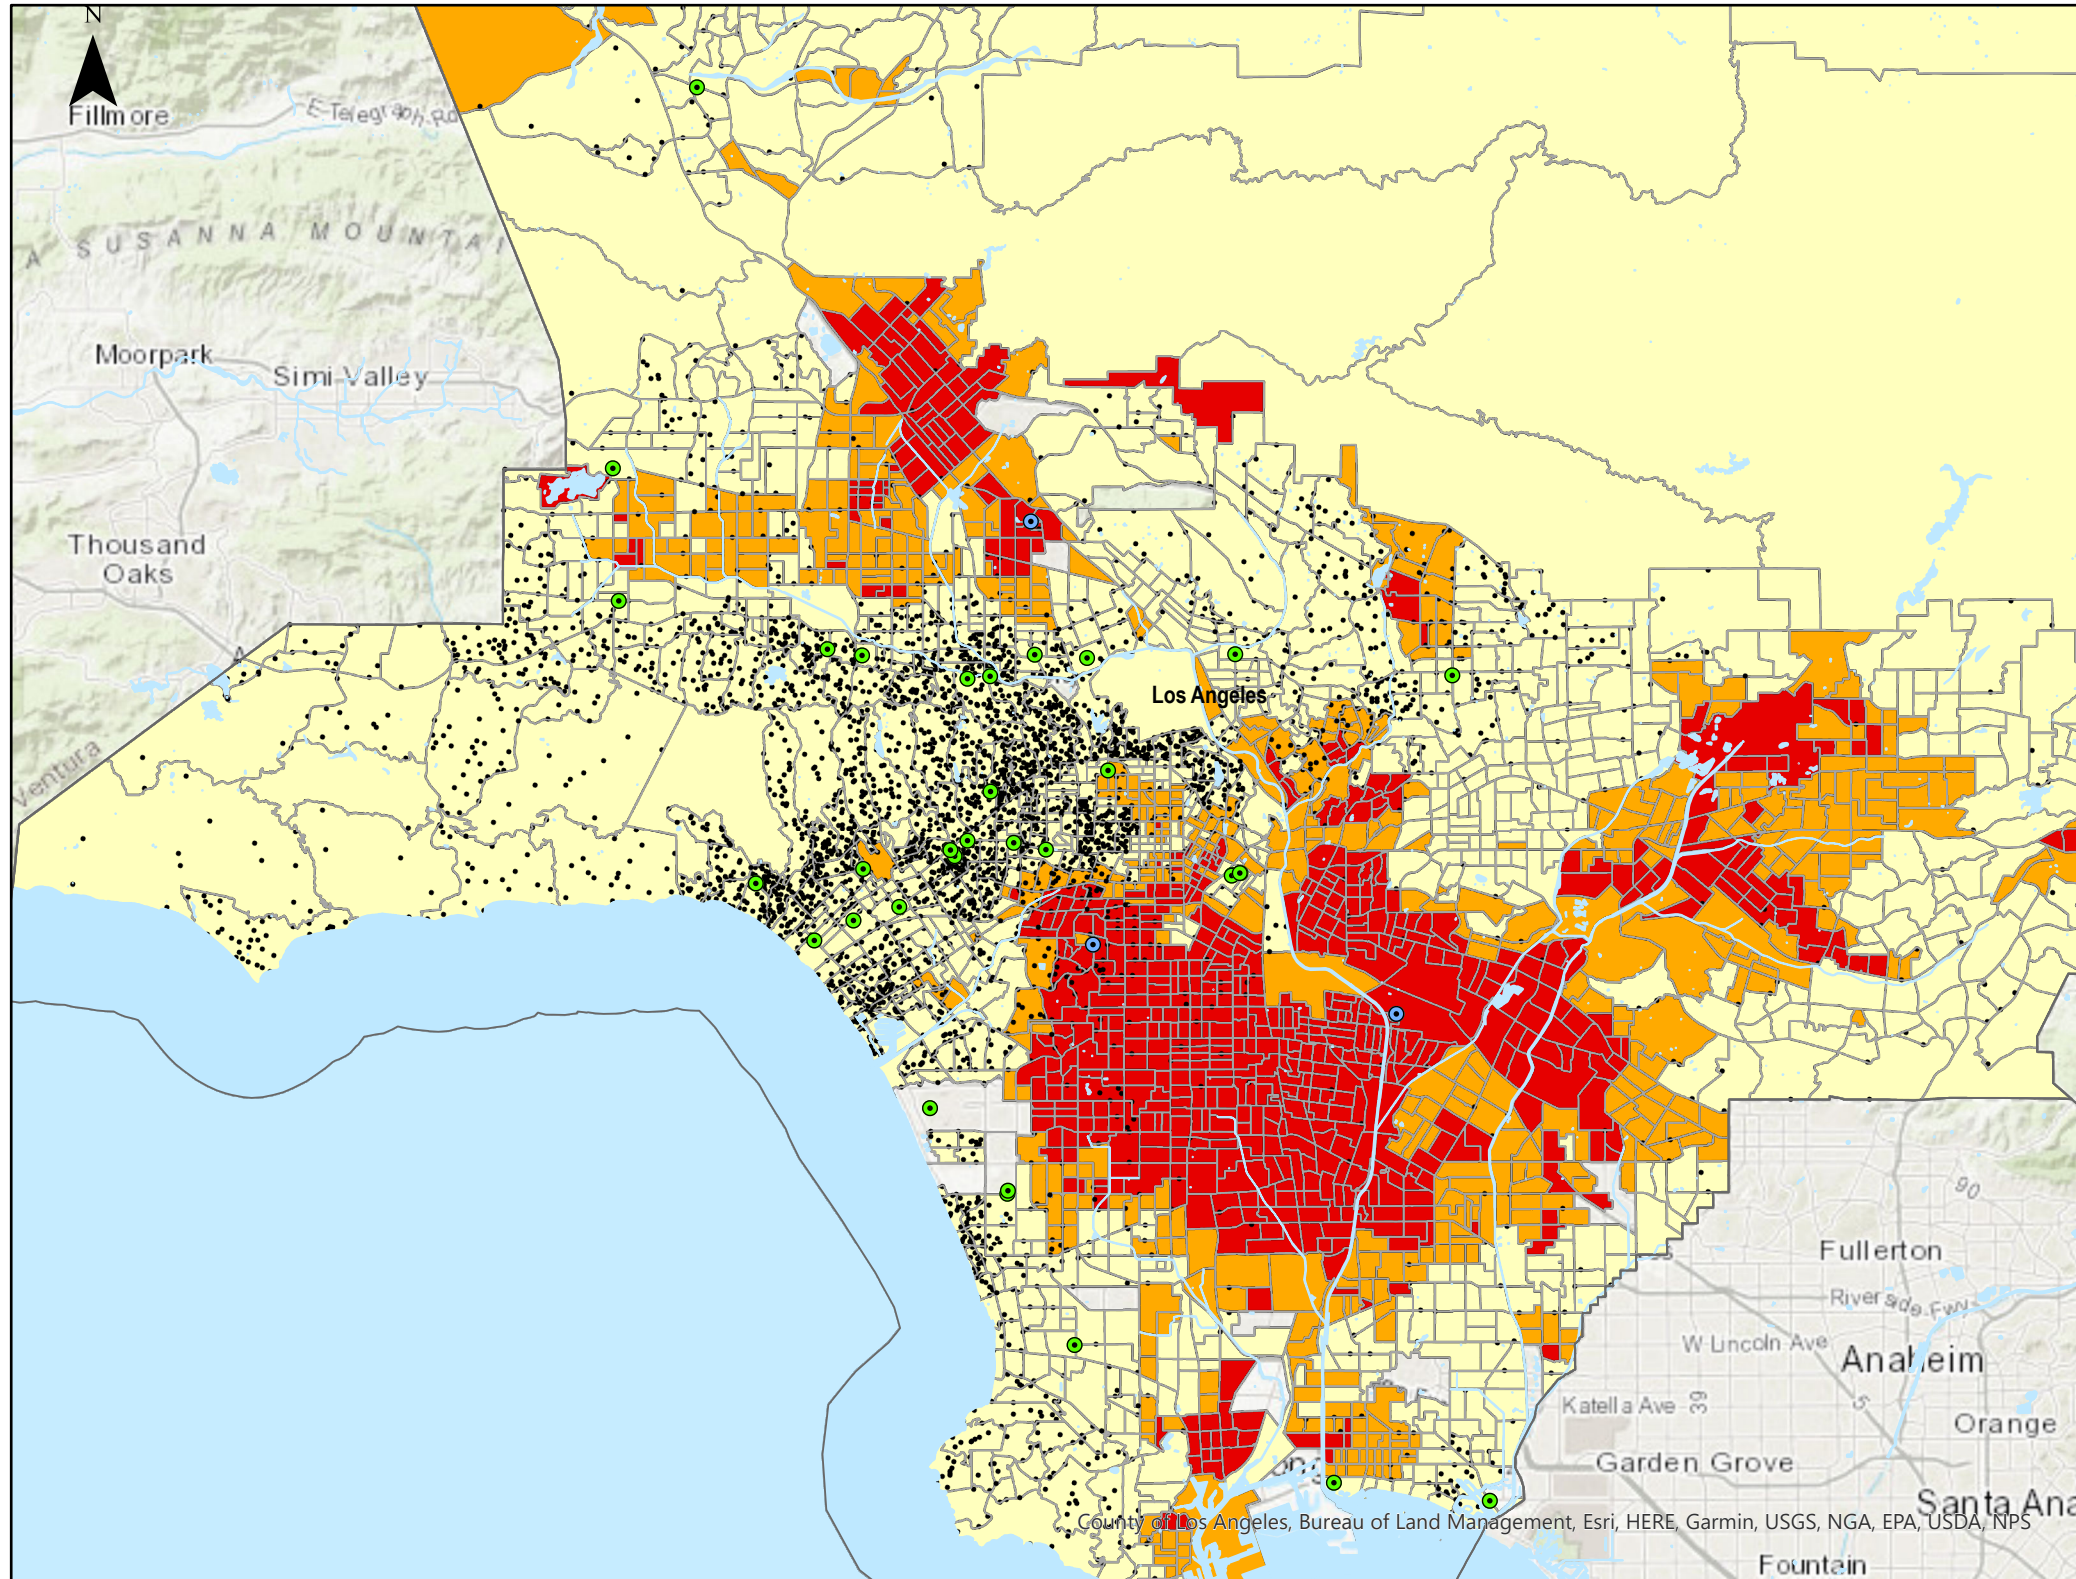 N
Fillmore
E-Telegraph-Rd
A SUSANNA MOUNTAI
Moorpark
Simi Valley
Thousand
Oaks
A
Los Angeles
Ventura
90
Fullerton
Riverside-Fwy
W Lincoln Ave
Anaheim
Katella Ave
39
5
Orange
Garden Grove
Santa Ana
County of Los Angeles, Bureau of Land Management, Esri, HERE, Garmin, USGS, NGA, EPA, USDA, NPS
Fountain